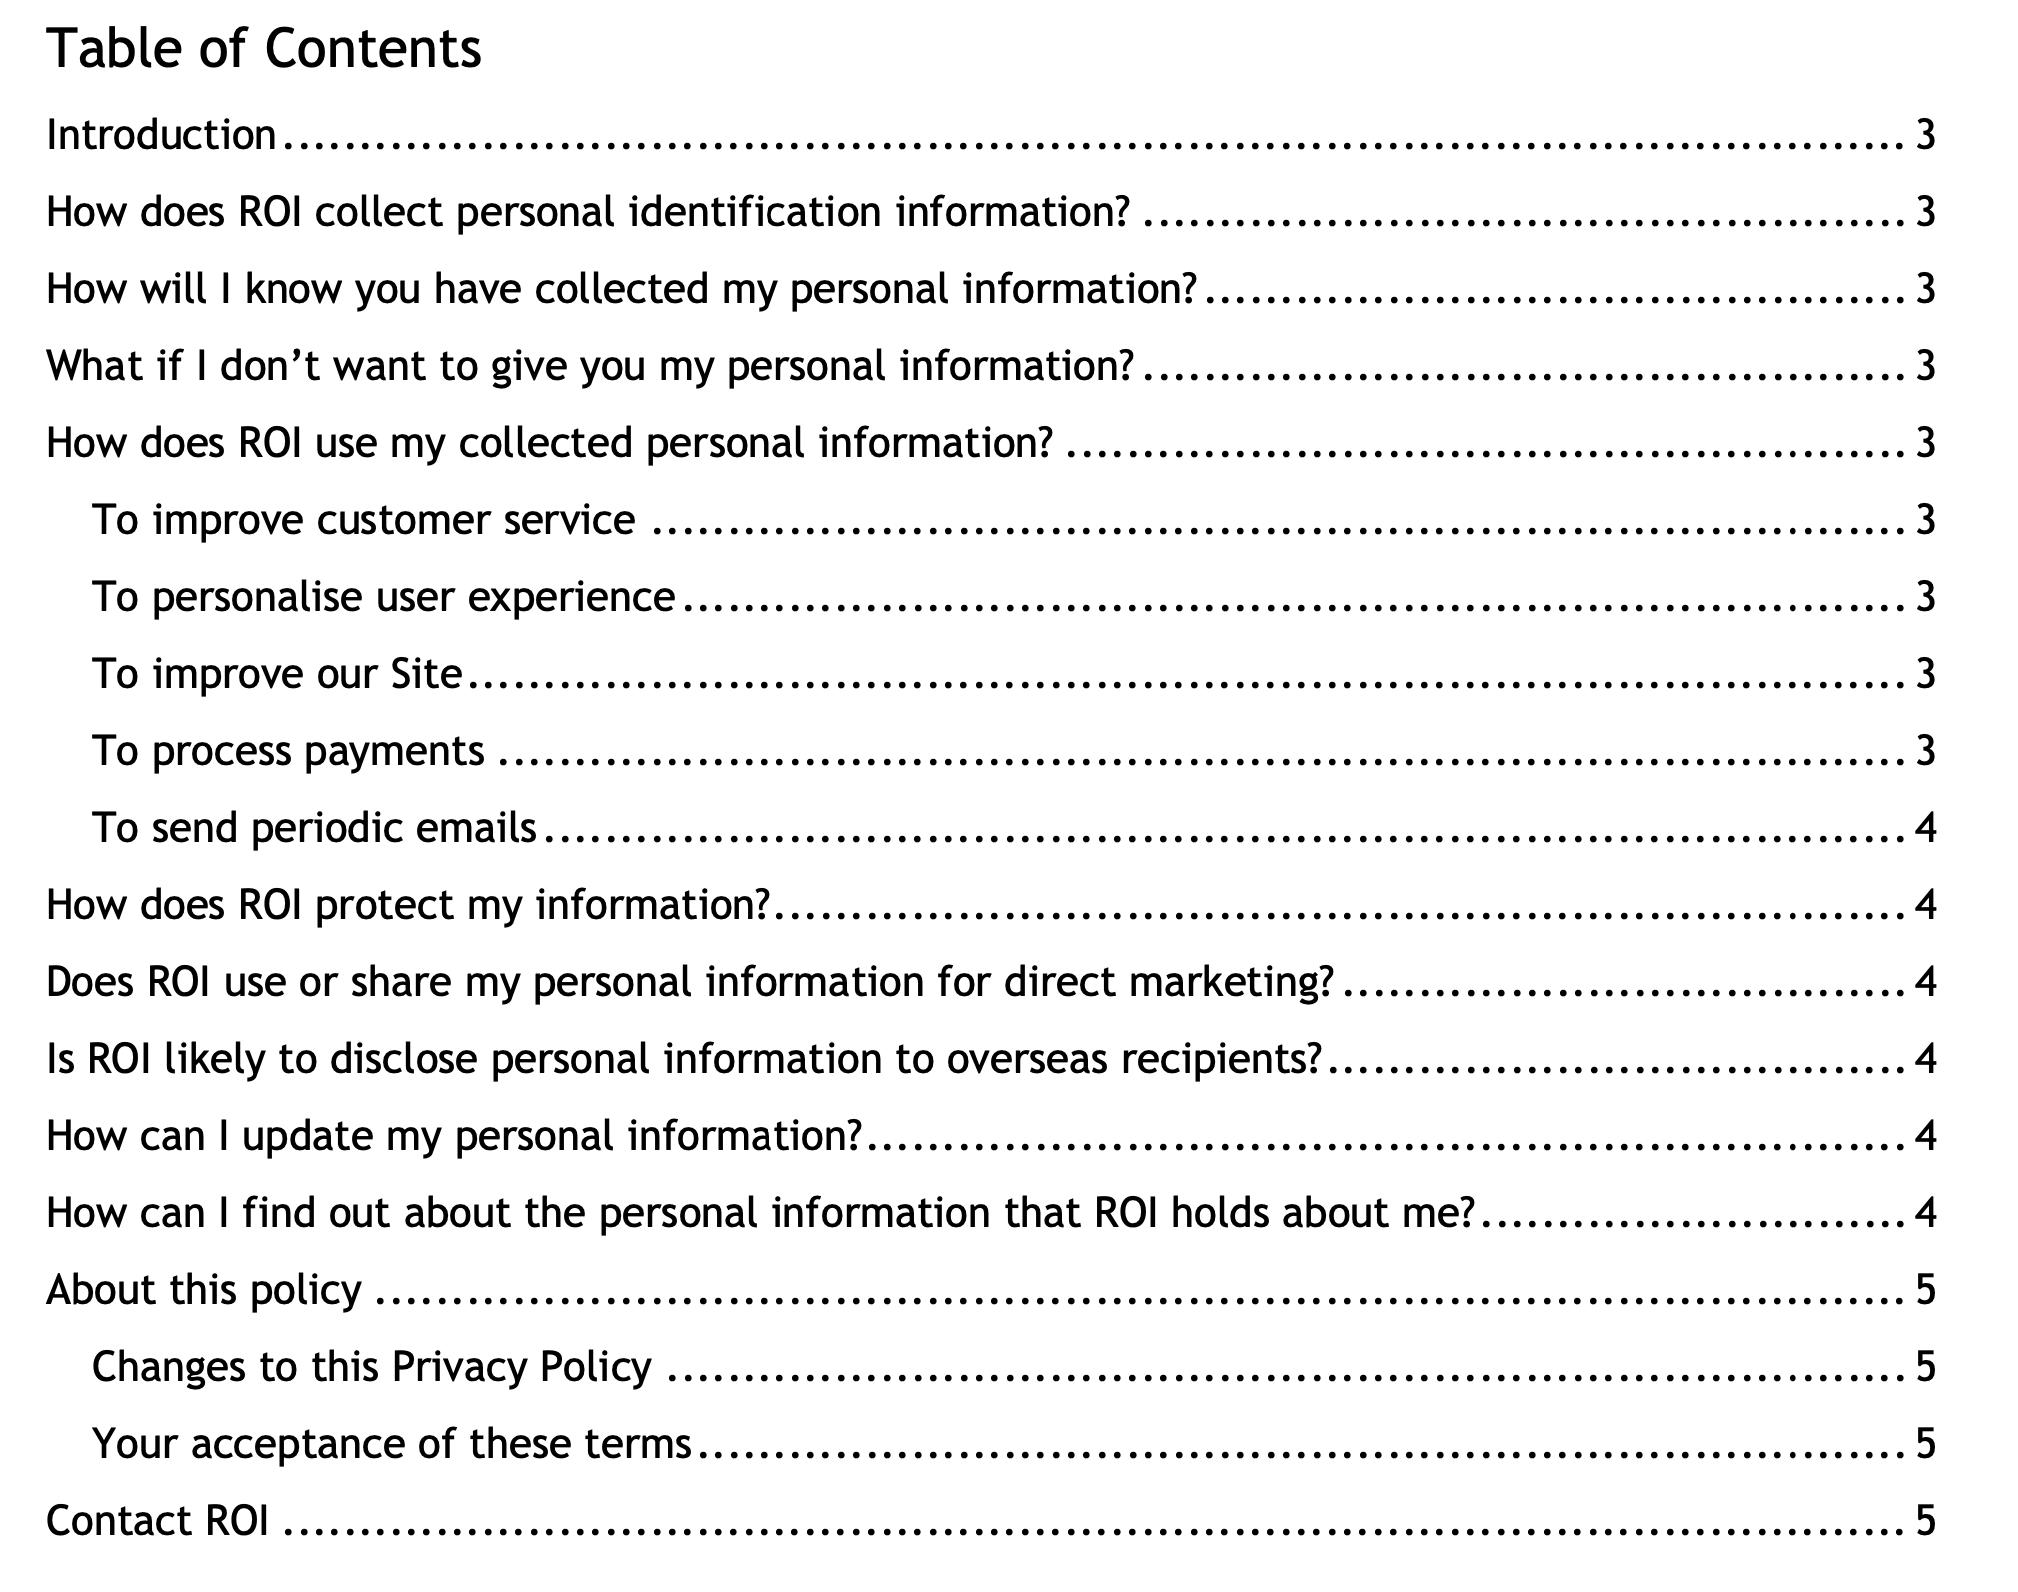 Table of Contents
Introduction........................................................................................................ 3
How does ROI collect personal identification information? ................................................. 3
How will I know you have collected my personal information?.............................................. 3
What if I don’t want to give you my personal information?.................................................. 3
How does ROI use my collected personal information? ...................................................... 3
To improve customer service ................................................................................. 3
To personalise user experience............................................................................... 3
To improve our Site............................................................................................. 3
To process payments ........................................................................................... 3
To send periodic emails........................................................................................ 4
How does ROI protect my information?......................................................................... 4
Does ROI use or share my personal information for direct marketing?..................................... 4
Is ROI likely to disclose personal information to overseas recipients?...................................... 4
How can I update my personal information?.................................................................... 4
How can I find out about the personal information that ROI holds about me?............................ 4
About this policy .................................................................................................... 5
Changes to this Privacy Policy ................................................................................ 5
Your acceptance of these terms............................................................................... 5
Contact ROI .......................................................................................................... 5